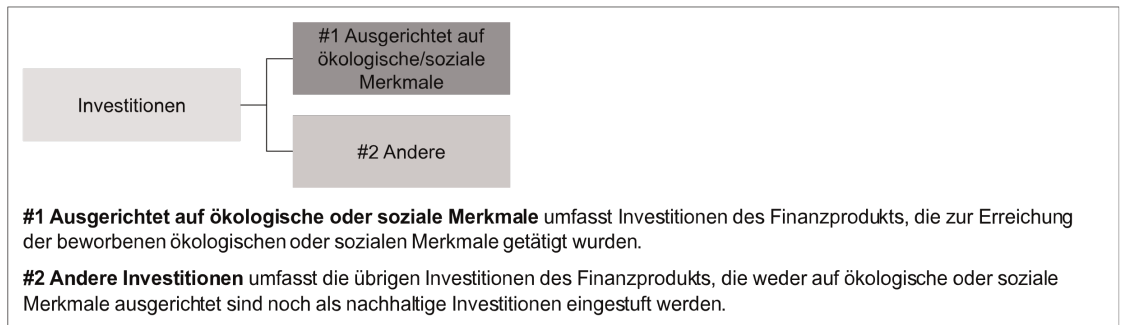 #1 Ausgerichtet auf
ökologische/soziale
Merkmale
Investitionen
#2 Andere
#1 Ausgerichtet auf ökologische oder soziale Merkmale umfasst Investitionen des Finanzprodukts, die zur Erreichung
der beworbenen ökologischen oder sozialen Merkmale getätigt wurden.
#2 Andere Investitionen umfasst die übrigen Investitionen des Finanzprodukts, die weder auf ökologische oder soziale
Merkmale ausgerichtet sind noch als nachhaltige Investitionen eingestuft werden.